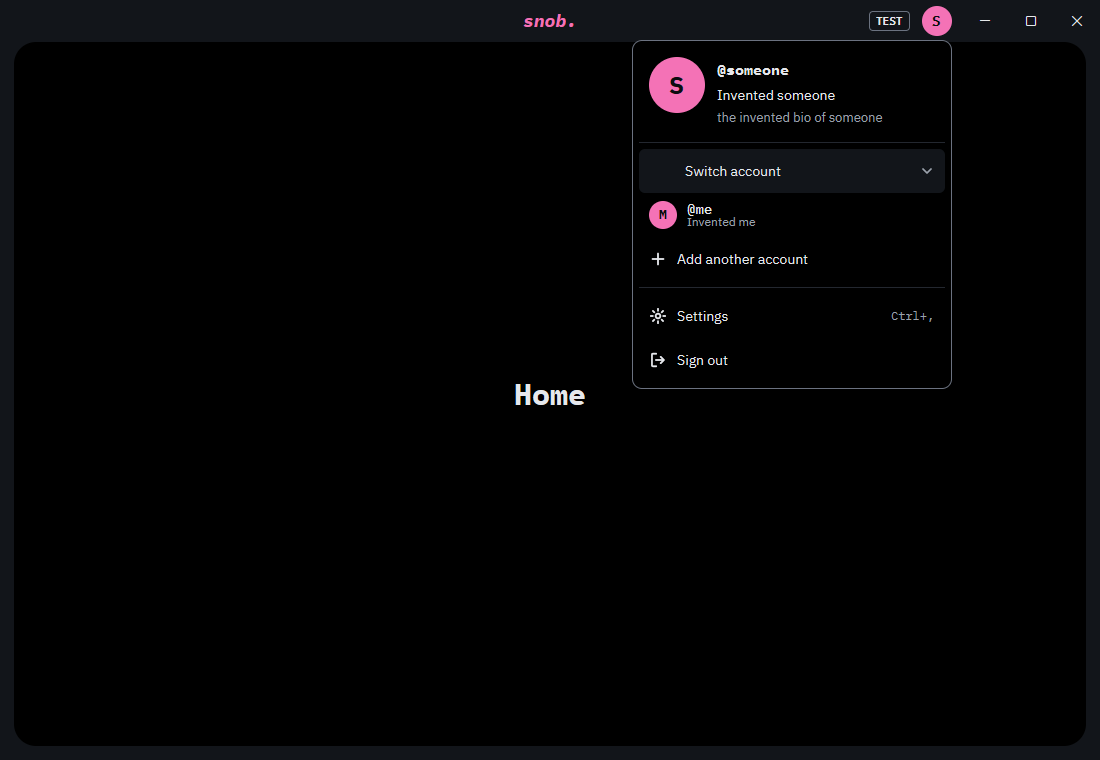 snob.
TEST
S
S
@someone
Invented someone
the invented bio of someone
Switch account
M
@me
Invented me
Add another account
Settings
Ctrl+,
Sign out
Home